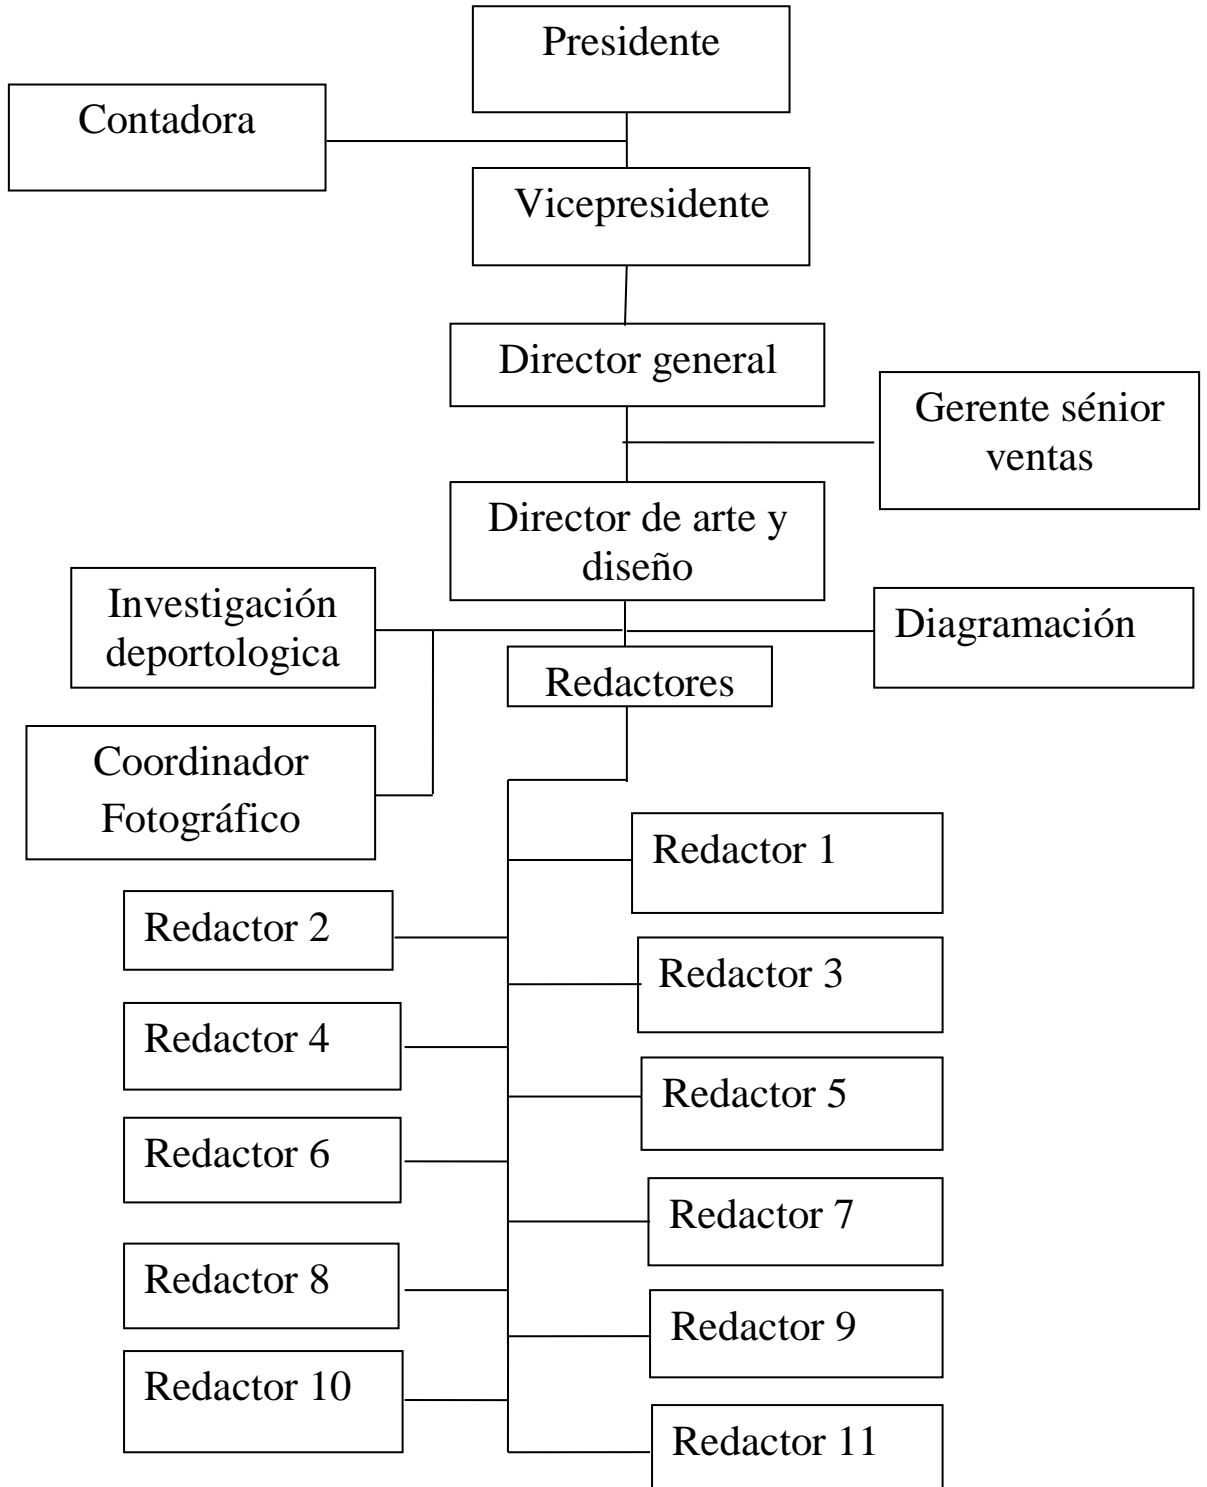 Presidente
Contadora
Vicepresidente
Director general
Gerente sénior
ventas
Director de arte y
diseño
Investigación
deportologica
Diagramación
Redactores
Coordinador
Fotográfico
Redactor 1
Redactor 2
Redactor 3
Redactor 4
Redactor 5
Redactor 6
Redactor 7
Redactor 8
Redactor 9
Redactor 10
Redactor 11